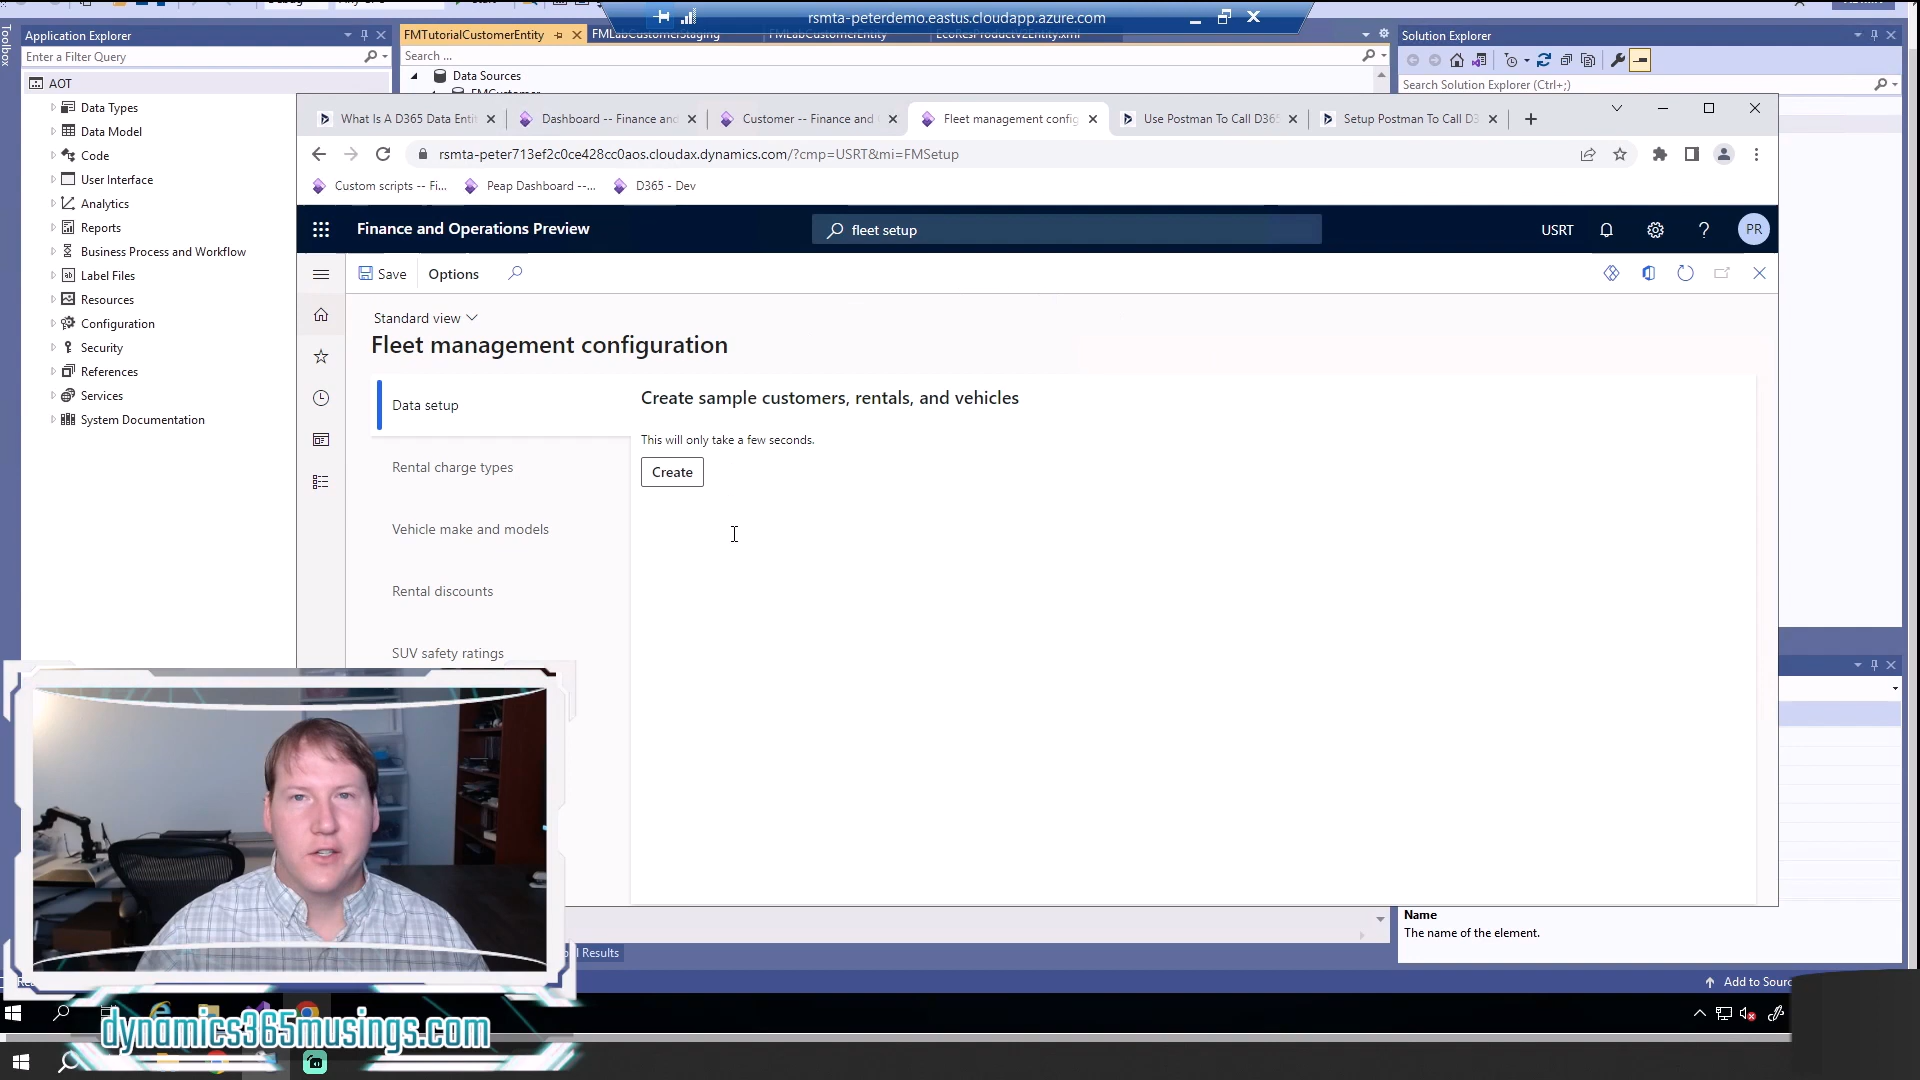 rsmta-peterdemo.eastus.cloudapp.azure.com
Toolbox
Application Explorer
Enter a Filter Query
AOT
Data Types
Data Model
Code
User Interface
Analytics
Reports
Business Process and Workflow
Label Files
Resources
Configuration
Security
References
Services
System Documentation
FMTutorialCustomerEntity
FMLabCustomerStaging
FMLabCustomerEntity
EcoResProductV2Entity.xml
Search ...
Data Sources
FMCustomer
Solution Explorer
Search Solution Explorer (Ctrl+;)
What Is A D365 Data Enti
Dashboard -- Finance and
Customer -- Finance and
Fleet management config
Use Postman To Call D365
Setup Postman To Call D3
rsmta-peter713ef2c0ce428cc0aos.cloudax.dynamics.com/?cmp=USRT&mi=FMSetup
Custom scripts -- Fi...
Peap Dashboard --...
D365 - Dev
Finance and Operations Preview
fleet setup
USRT
PR
Save
Options
Standard view
Fleet management configuration
Data setup
Rental charge types
Vehicle make and models
Rental discounts
SUV safety ratings
Create sample customers, rentals, and vehicles
This will only take a few seconds.
Create
Name
The name of the element.
Results
Add to Sourc
dynamics365musings.com